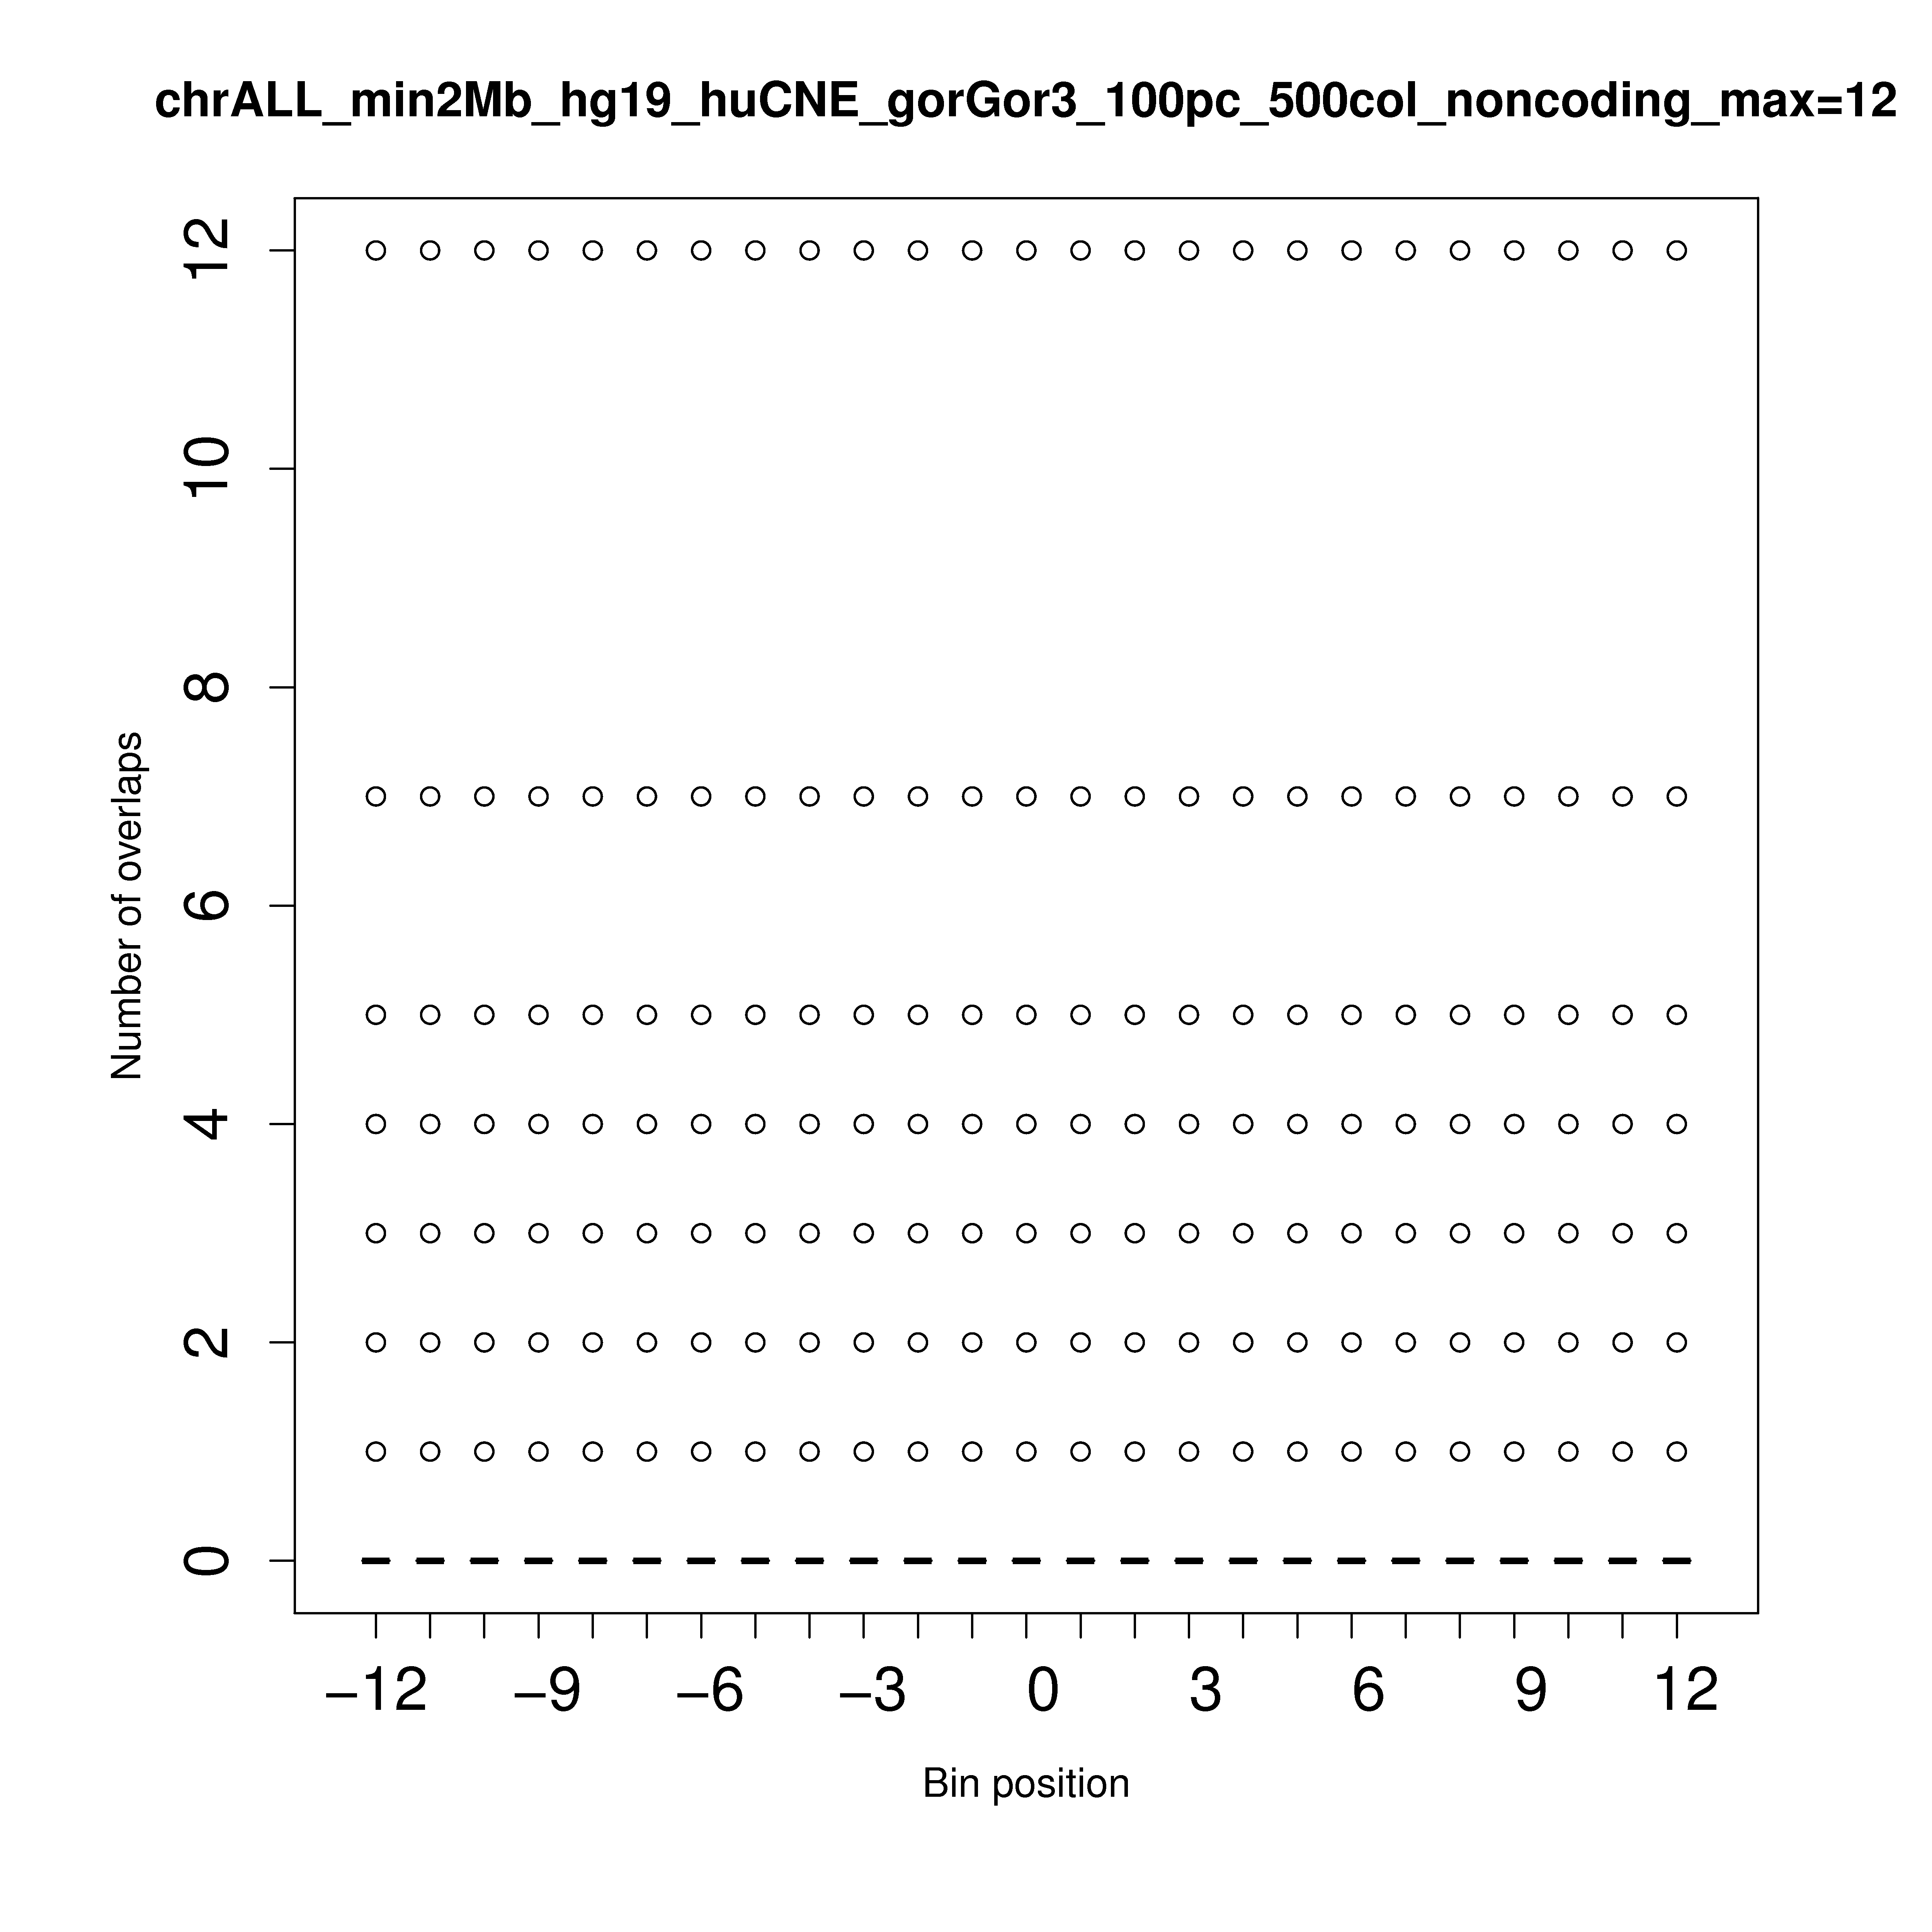 chrALL_min2Mb_hg19_huCNE_gorGor3_100pc_500col_noncoding_max=12
12
10
8
6
4
2
0
Number of overlaps
−12 −9 −6 −3 0 3 6 9 12
Bin position